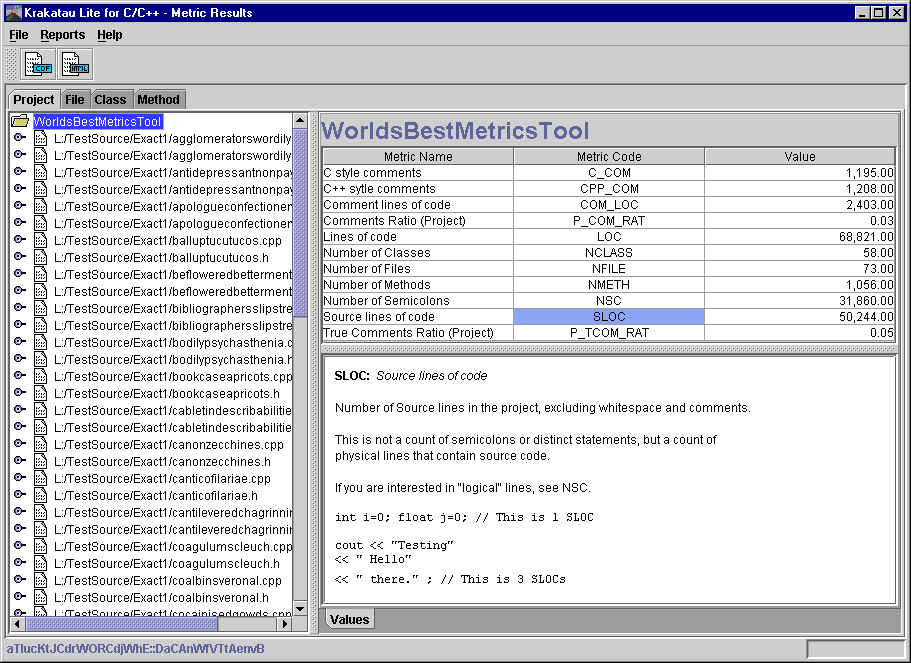 Krakatau Lite for C/C++ - Metric Results
File Reports Help
CDF HTML
Project File Class Method
WorldsBestMetricsTool
L:/TestSource/Exact1/agglomeratorswordily
L:/TestSource/Exact1/agglomeratorswordily
L:/TestSource/Exact1/antidepressantnonpay
L:/TestSource/Exact1/antidepressantnonpay
L:/TestSource/Exact1/apologueconfectioner
L:/TestSource/Exact1/apologueconfectioner
L:/TestSource/Exact1/balluptucutucos.cpp
L:/TestSource/Exact1/balluptucutucos.h
L:/TestSource/Exact1/befloweredbetterment
L:/TestSource/Exact1/befloweredbetterment
L:/TestSource/Exact1/bibliographersslipstre
L:/TestSource/Exact1/bibliographersslipstre
L:/TestSource/Exact1/bodilypsychasthenia.c
L:/TestSource/Exact1/bodilypsychasthenia.h
L:/TestSource/Exact1/bookcaseapricots.cpp
L:/TestSource/Exact1/bookcaseapricots.h
L:/TestSource/Exact1/cabletindescribabilitie
L:/TestSource/Exact1/cabletindescribabilitie
L:/TestSource/Exact1/canonzecchines.cpp
L:/TestSource/Exact1/canonzecchines.h
L:/TestSource/Exact1/canticofilariae.cpp
L:/TestSource/Exact1/canticofilariae.h
L:/TestSource/Exact1/cantileveredchagrinnin
L:/TestSource/Exact1/cantileveredchagrinnin
L:/TestSource/Exact1/coagulumscleuch.cpp
L:/TestSource/Exact1/coagulumscleuch.h
L:/TestSource/Exact1/coalbinsveronal.cpp
L:/TestSource/Exact1/coalbinsveronal.h
L:/TestSource/Exact1/cocainisedgowds.cpp
WorldsBestMetricsTool
Metric Name Metric Code Value
C style comments C_COM 1,195.00
C++ sytle comments CPP_COM 1,208.00
Comment lines of code COM_LOC 2,403.00
Comments Ratio (Project) P_COM_RAT 0.03
Lines of code LOC 68,821.00
Number of Classes NCLASS 58.00
Number of Files NFILE 73.00
Number of Methods NMETH 1,056.00
Number of Semicolons NSC 31,860.00
Source lines of code SLOC 50,244.00
True Comments Ratio (Project) P_TCOM_RAT 0.05
SLOC: Source lines of code
Number of Source lines in the project, excluding whitespace and comments.
This is not a count of semicolons or distinct statements, but a count of
physical lines that contain source code.
If you are interested in "logical" lines, see NSC.
int i=0; float j=0; // This is 1 SLOC
cout << "Testing"
<< " Hello"
<< " there." ; // This is 3 SLOCs
Values
aTlucKtJCdrWORCdjWhE::DaCAnWfVTtAenvB